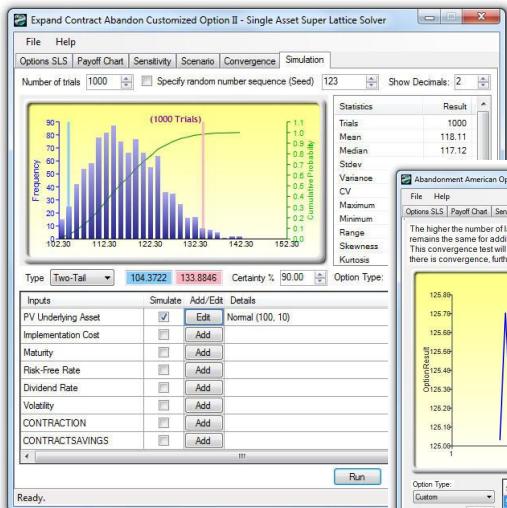 Expand Contract Abandon Customized Option II - Single Asset Super Lattice Solver
File Help
Options SLS Payoff Chart Sensitivity Scenario Convergence Simulation
Number of trials 1000 Specify random number sequence (Seed) 123 Show Decimals: 2
(1000 Trials)
Frequency
90
80
70
60
50
40
30
20
10
102.30 112.30 122.30 132.30 142.30 152.30
1.1
1.0
0.9
0.8
0.7
0.6
0.5
0.4
0.3
0.2
0.1
0.0
Cumulative Probability
Statistics Result
Trials 1000
Mean 118.11
Median 117.12
Stdev
Variance
CV
Maximum
Minimum
Range
Skewness
Kurtosis
Type Two-Tail 104.3722 133.8846 Certainty % 90.00 Option Type:
Inputs Simulate Add/Edit Details
PV Underlying Asset Edit Normal (100, 10)
Implementation Cost Add
Maturity Add
Risk-Free Rate Add
Dividend Rate Add
Volatility Add
CONTRACTION Add
CONTRACTSAVINGS Add
Run
Ready.
Abandonment American Op
File Help
Options SLS Payoff Chart Sen
The higher the number of l
remains the same for addi
This convergence test will
there is convergence, furth
Option Result
125.80
125.70
125.60
125.50
125.40
125.30
125.20
125.10
125.00
1
Option Type:
Custom